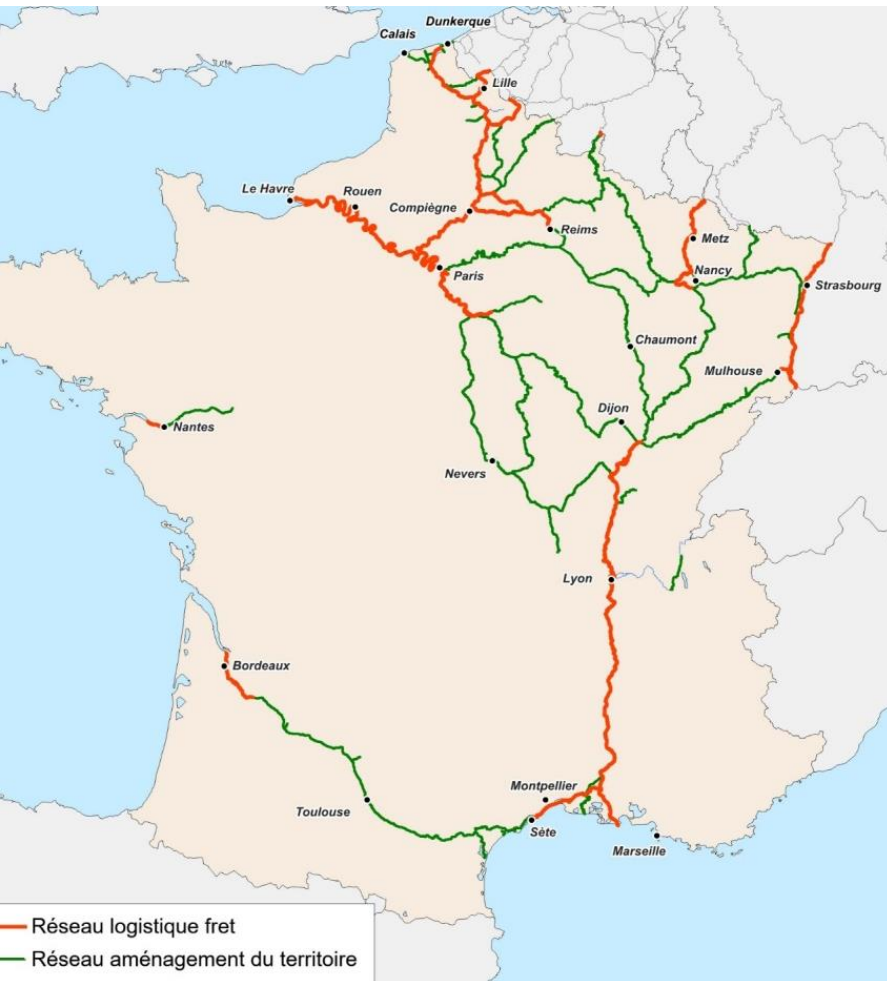 Dunkerque
Calais
Lille
Le Havre
Rouen
Compiègne
Reims
Metz
Nancy
Paris
Strasbourg
Chaumont
Mulhouse
Dijon
Nantes
Nevers
Lyon
Bordeaux
Montpellier
Toulouse
Sète
Marseille
Réseau logistique fret
Réseau aménagement du territoire